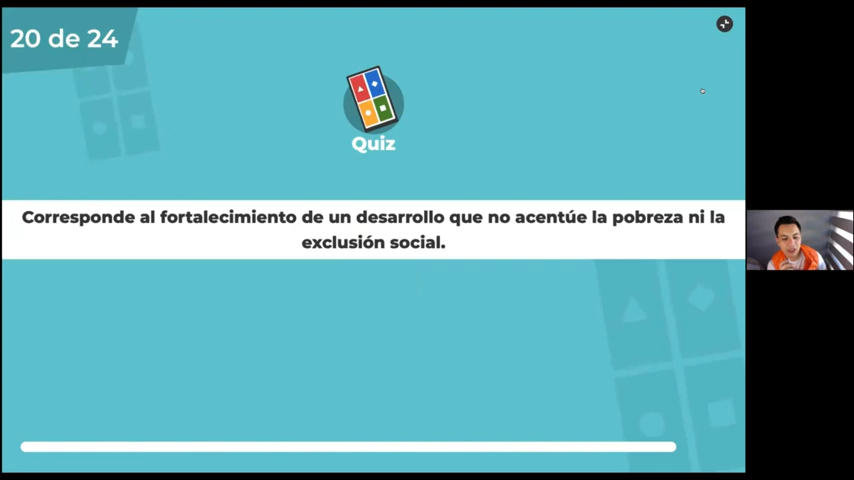 20 de 24
Quiz
Corresponde al fortalecimiento de un desarrollo que no acentúe la pobreza ni la
exclusión social.